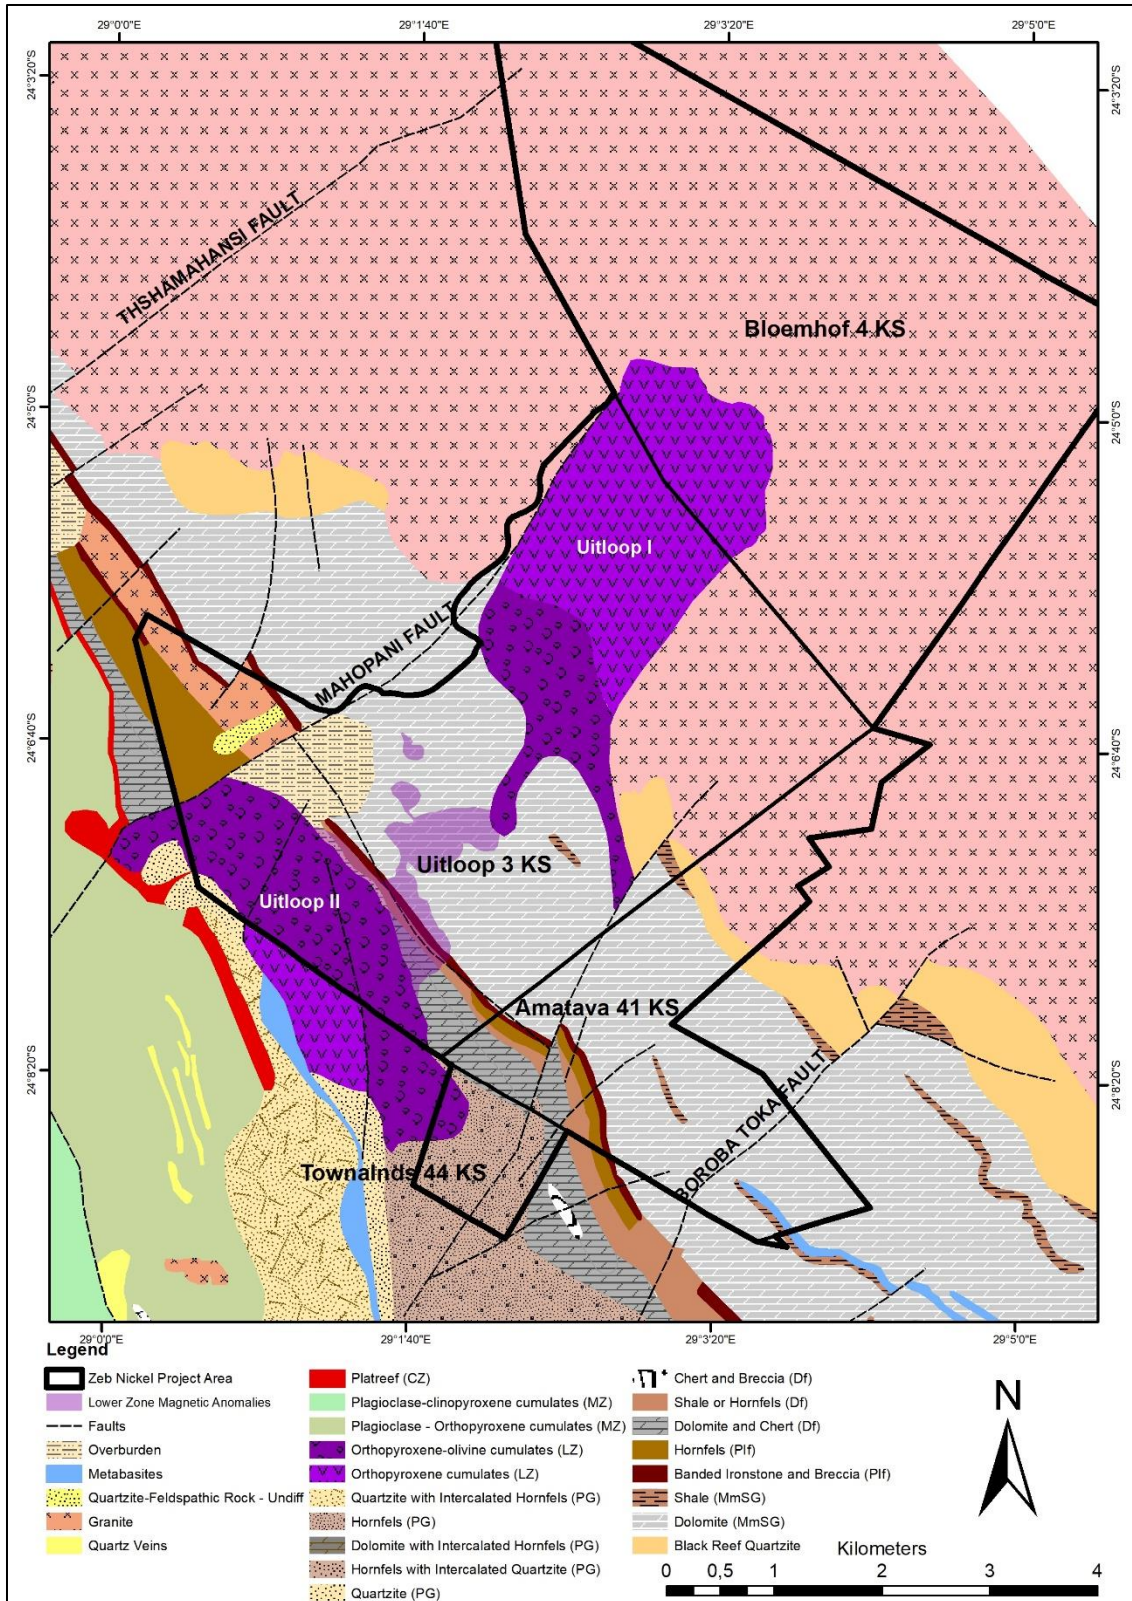 29°0'0"E
29°1'40"E
29°3'20"E
29°5'0"E
24°3'20"S
24°3'20"S
THSHAMAHANSI FAULT
Bloemhof 4 KS
24°5'0"S
24°5'0"S
Uitloop I
MAHOPANI FAULT
24°6'40"S
24°6'40"S
Uitloop 3 KS
Uitloop II
Amatava 41 KS
24°8'20"S
24°8'20"S
BOROBA TOKA FAULT
Townalnds 44 KS
29°0'0"E
29°1'40"E
29°3'20"E
29°5'0"E
Legend
Zeb Nickel Project Area
Lower Zone Magnetic Anomalies
Faults
Overburden
Metabasites
Quartzite-Feldspathic Rock - Undiff
Granite
Quartz Veins
Platreef (CZ)
Plagioclase-clinopyroxene cumulates (MZ)
Plagioclase - Orthopyroxene cumulates (MZ)
Orthopyroxene-olivine cumulates (LZ)
Orthopyroxene cumulates (LZ)
Quartzite with Intercalated Hornfels (PG)
Hornfels (PG)
Dolomite with Intercalated Hornfels (PG)
Hornfels with Intercalated Quartzite (PG)
Quartzite (PG)
Chert and Breccia (Df)
Shale or Hornfels (Df)
Dolomite and Chert (Df)
Hornfels (Plf)
Banded Ironstone and Breccia (Plf)
Shale (MmSG)
Dolomite (MmSG)
Black Reef Quartzite
N
Kilometers
0 0,5 1 2 3 4